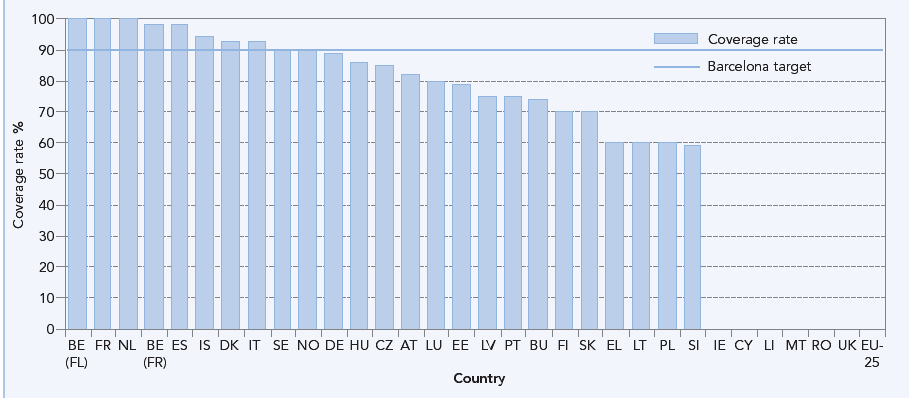 100
90
80
70
60
50
40
30
20
10
0
Coverage rate %
Coverage rate
Barcelona target
BE FR NL BE ES IS DK IT SE NO DE HU CZ AT LU EE LV PT BU FI SK EL LT PL SI IE CY LI MT RO UK EU-
(FL) (FR) 25
Country